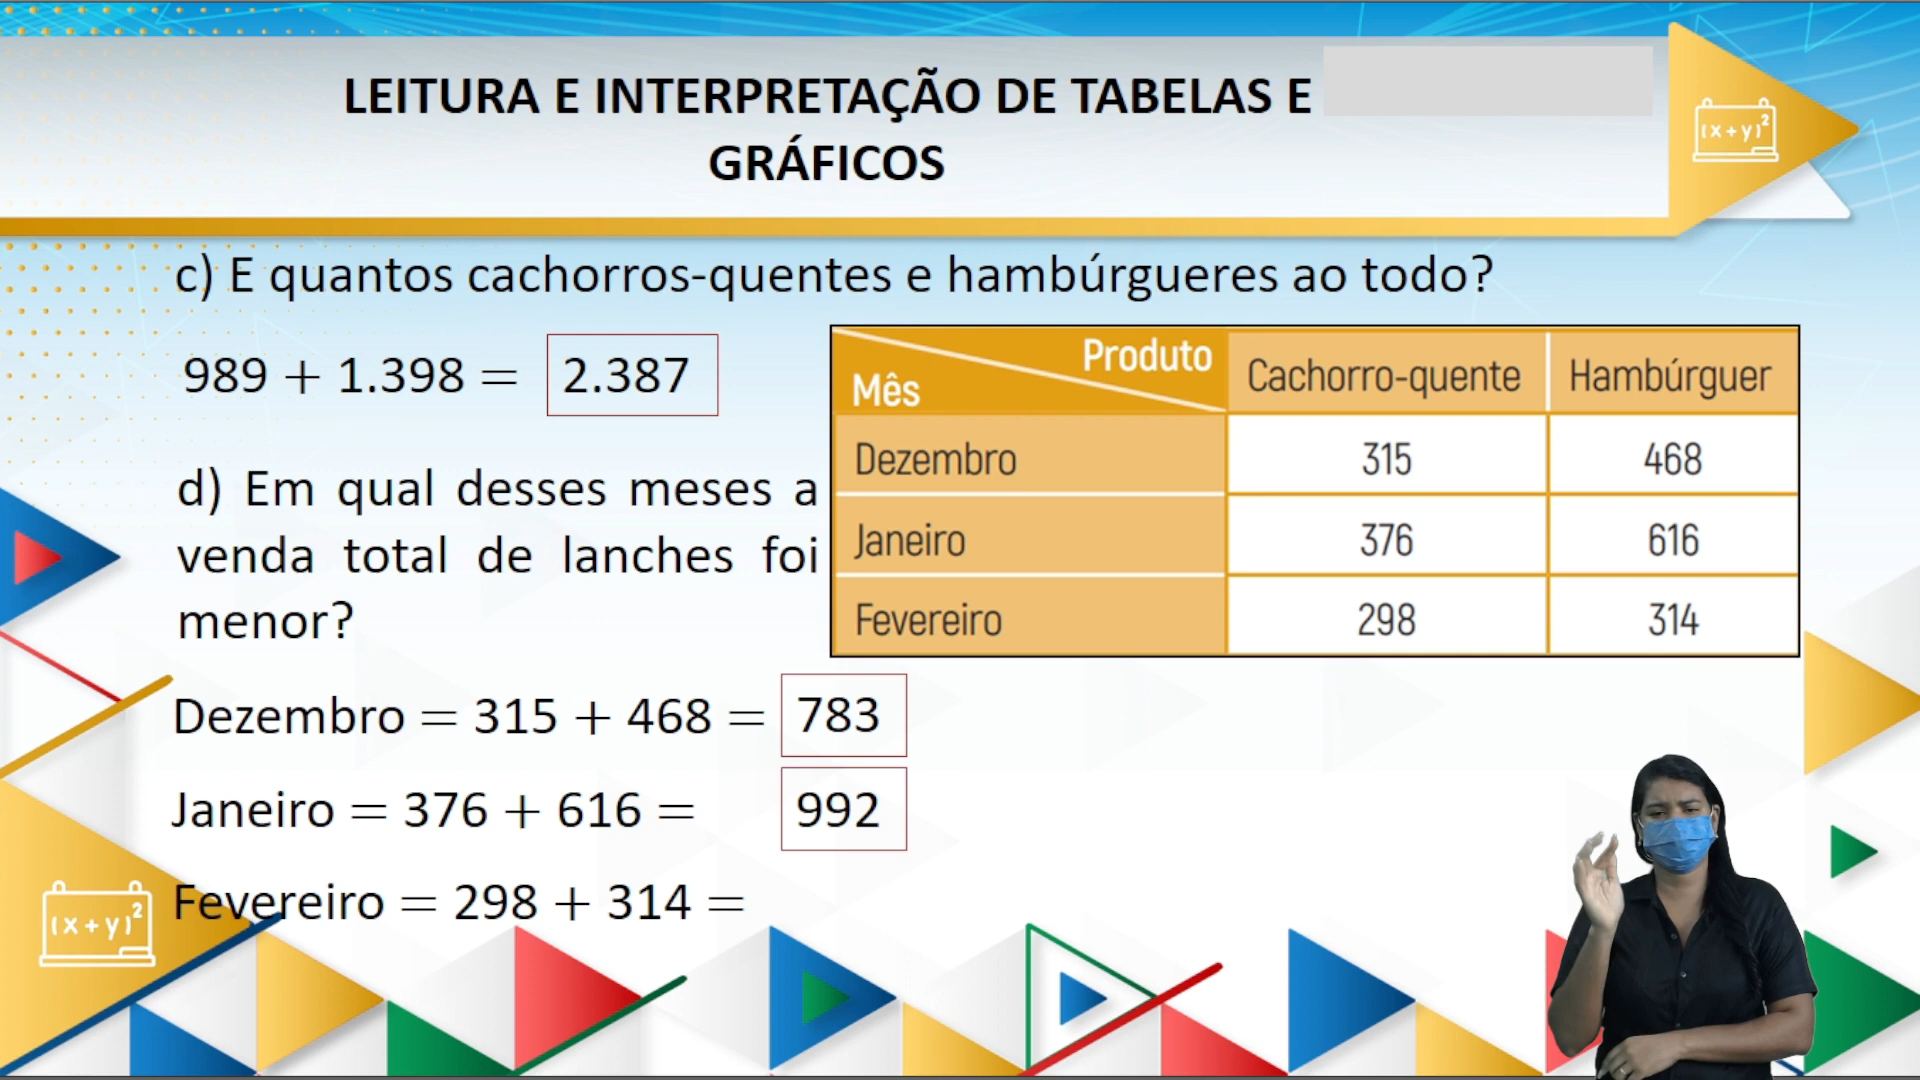 LEITURA E INTERPRETAÇÃO DE TABELAS E
GRÁFICOS
(x+y)²
c) E quantos cachorros-quentes e hambúrgueres ao todo?
989 + 1.398 = 2.387
d) Em qual desses meses a
venda total de lanches foi
menor?
Produto
Mês
Cachorro-quente Hambúrguer
Dezembro 315 468
Janeiro 376 616
Fevereiro 298 314
Dezembro = 315 + 468 = 783
Janeiro = 376 + 616 = 992
Fevereiro = 298 + 314 =
(x+y)²